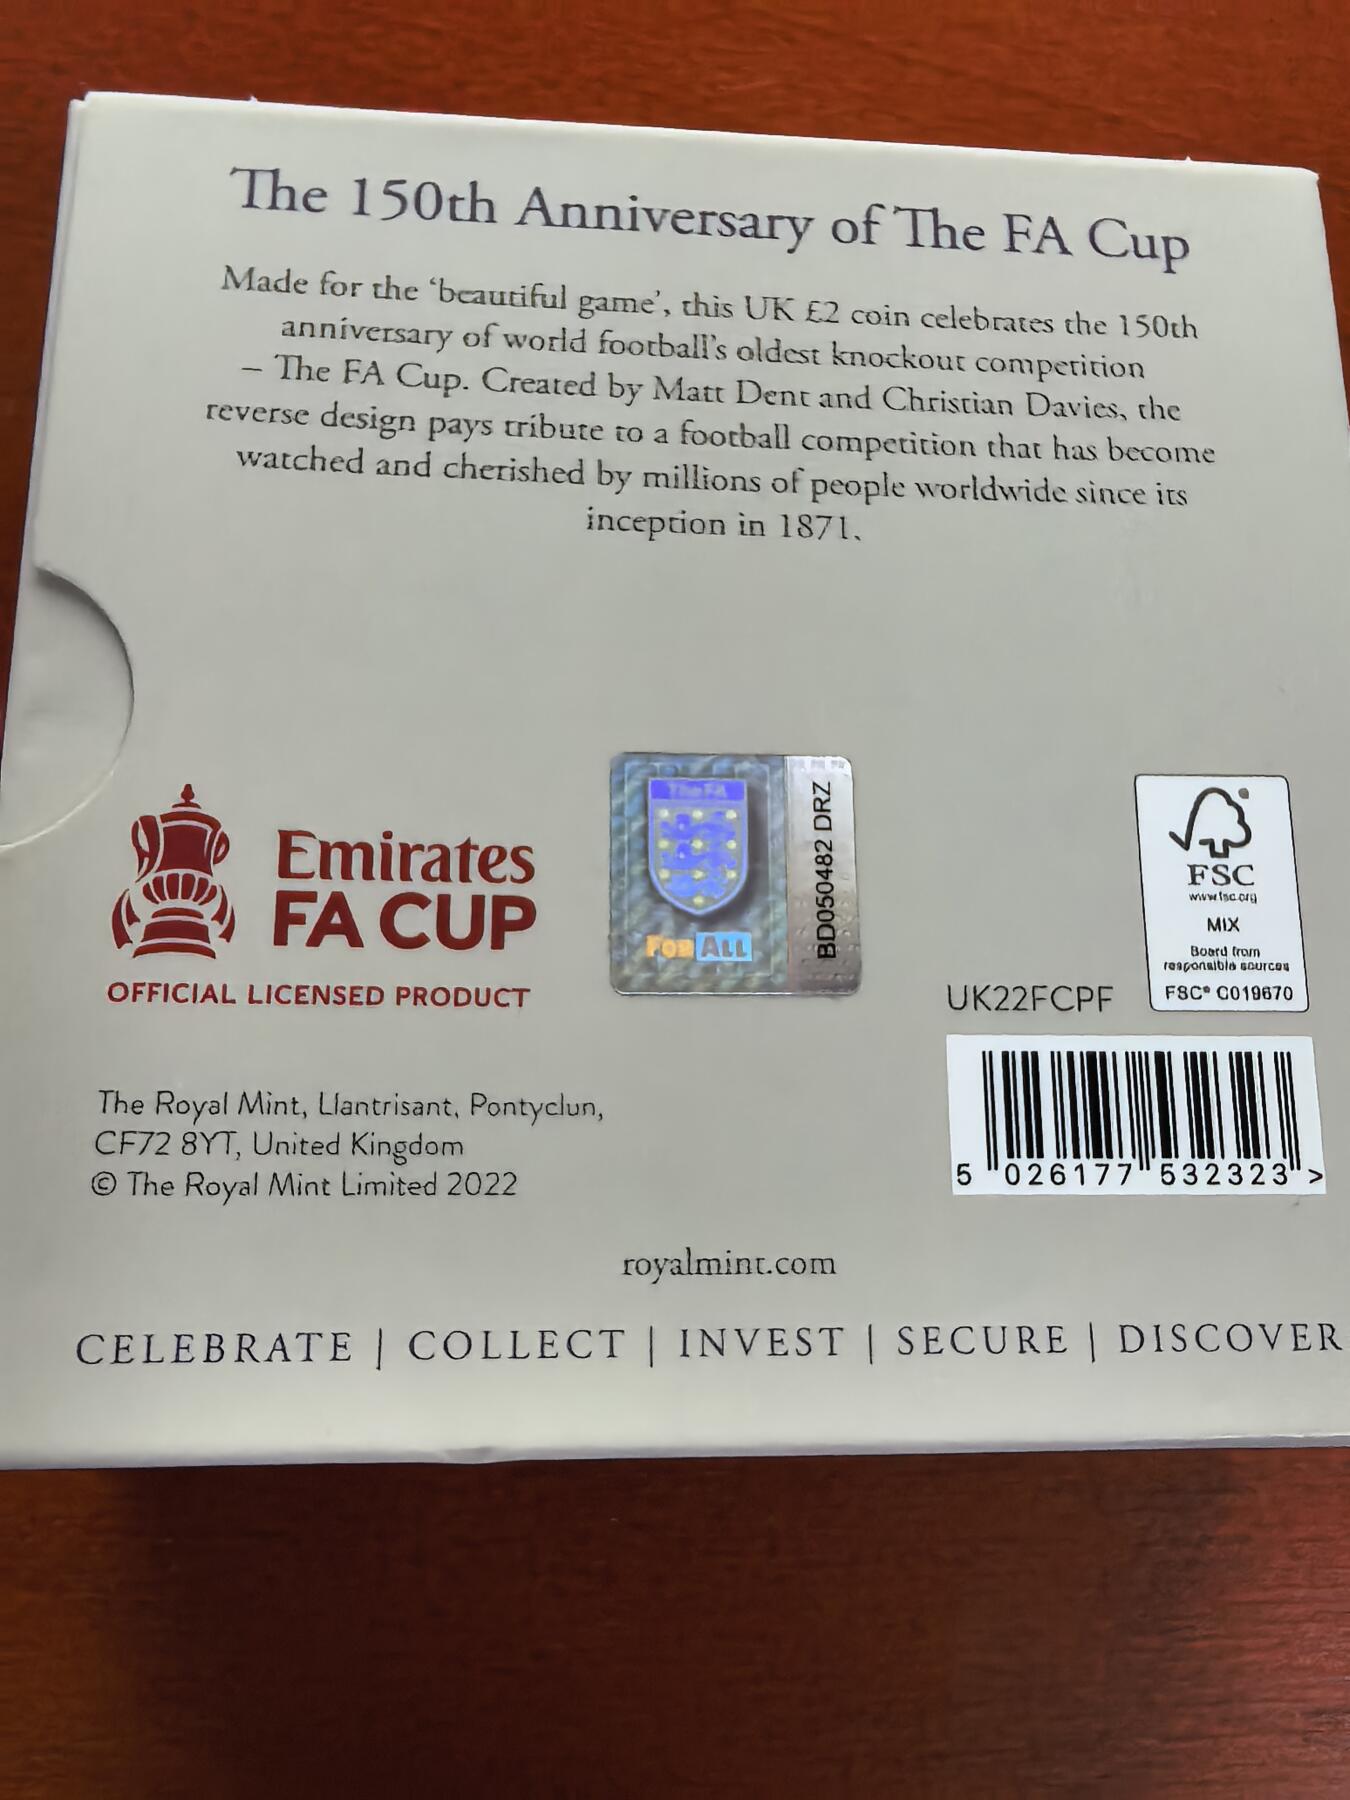 The 150th Anniversary of The FA Cup
Made for the ‘beautiful game’, this UK £2 coin celebrates the 150th
anniversary of world football’s oldest knockout competition
– The FA Cup. Created by Matt Dent and Christian Davies, the
reverse design pays tribute to a football competition that has become
watched and cherished by millions of people worldwide since its
inception in 1871.
Emirates
FA CUP
OFFICIAL LICENSED PRODUCT
The FA
FOR ALL
BD050482 DRZ
FSC
www.fsc.org
MIX
Board from
responsible sources
FSC® C019670
UK22FCPF
5 026177 532323 >
The Royal Mint, Llantrisant, Pontyclun,
CF72 8YT, United Kingdom
© The Royal Mint Limited 2022
royalmint.com
CELEBRATE | COLLECT | INVEST | SECURE | DISCOVER